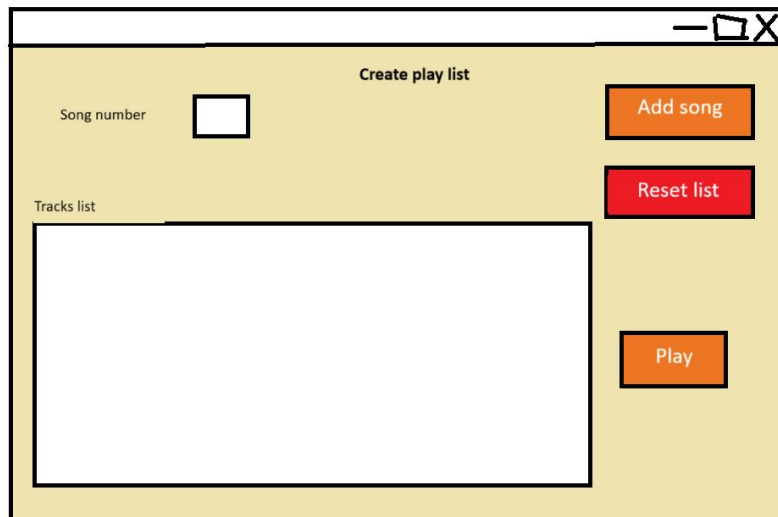 Create play list
Song number
Add song
Reset list
Tracks list
Play